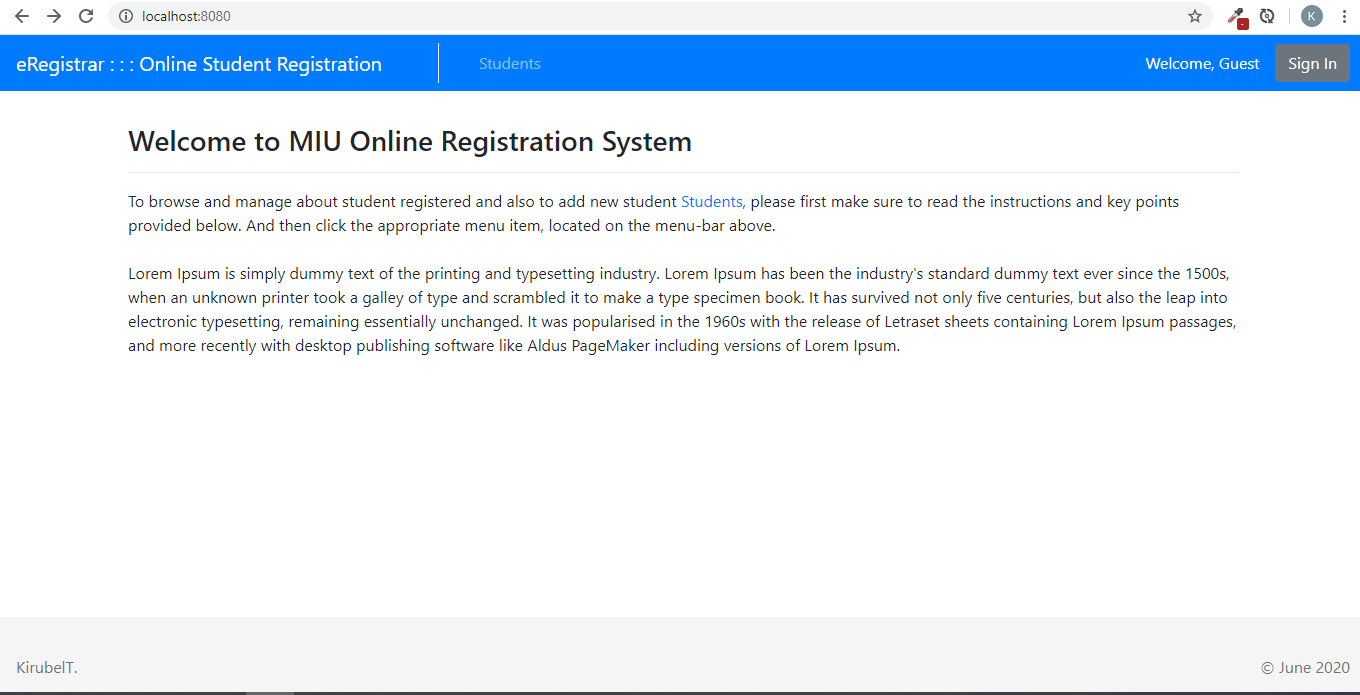 localhost:8080
K
eRegistrar : : : Online Student Registration
Students
Welcome, Guest
Sign In
Welcome to MIU Online Registration System
To browse and manage about student registered and also to add new student Students, please first make sure to read the instructions and key points
provided below. And then click the appropriate menu item, located on the menu-bar above.
Lorem Ipsum is simply dummy text of the printing and typesetting industry. Lorem Ipsum has been the industry's standard dummy text ever since the 1500s,
when an unknown printer took a galley of type and scrambled it to make a type specimen book. It has survived not only five centuries, but also the leap into
electronic typesetting, remaining essentially unchanged. It was popularised in the 1960s with the release of Letraset sheets containing Lorem Ipsum passages,
and more recently with desktop publishing software like Aldus PageMaker including versions of Lorem Ipsum.
KirubelT.
© June 2020